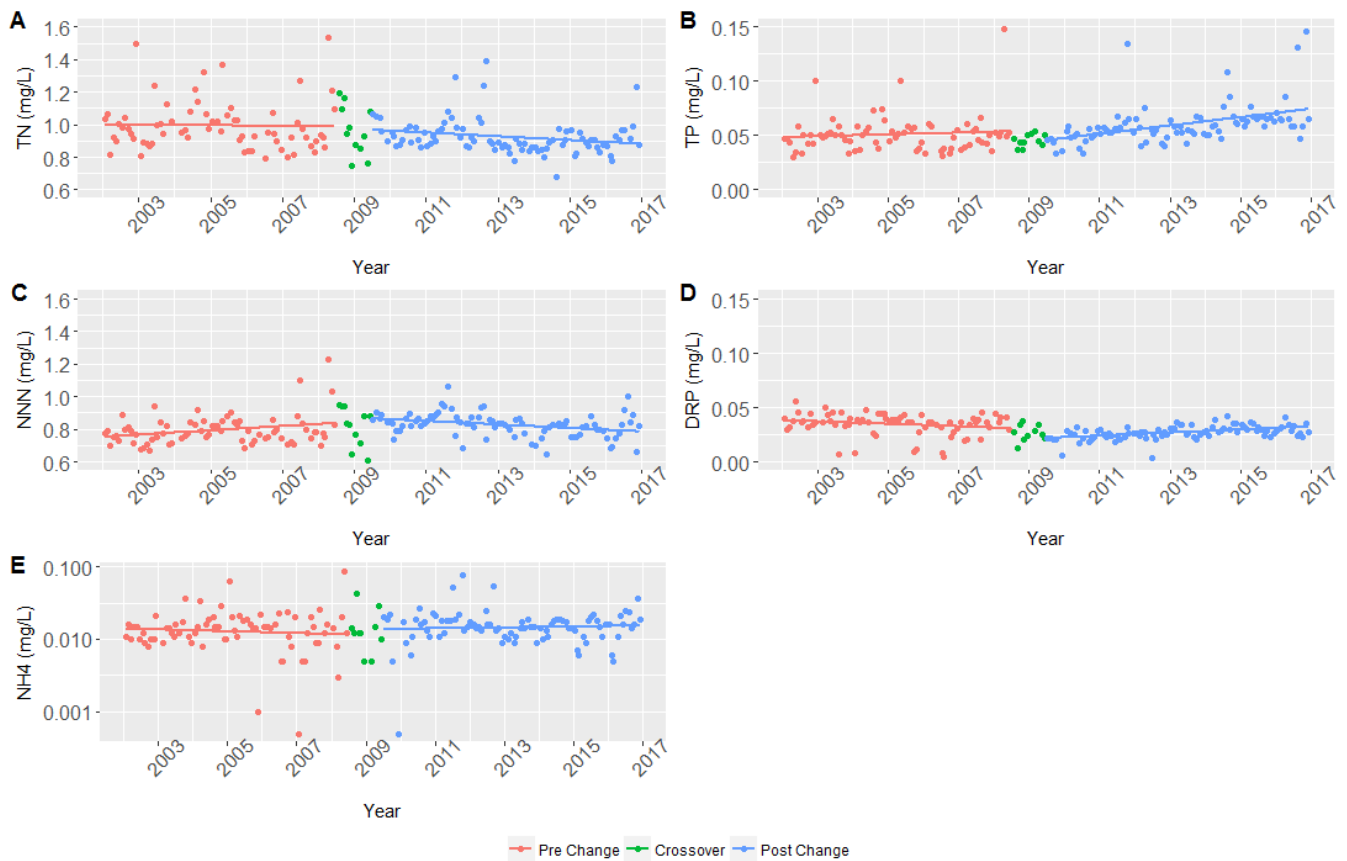 A
TN (mg/L)
1.6
1.4
1.2
1.0
0.8
0.6
2003 2005 2007 2009 2011 2013 2015 2017
Year
B
TP (mg/L)
0.15
0.10
0.05
0.00
2003 2005 2007 2009 2011 2013 2015 2017
Year
C
NNN (mg/L)
1.6
1.4
1.2
1.0
0.8
0.6
2003 2005 2007 2009 2011 2013 2015 2017
Year
D
DRP (mg/L)
0.15
0.10
0.05
0.00
2003 2005 2007 2009 2011 2013 2015 2017
Year
E
NH4 (mg/L)
0.100
0.010
0.001
2003 2005 2007 2009 2011 2013 2015 2017
Year
Pre Change Crossover Post Change